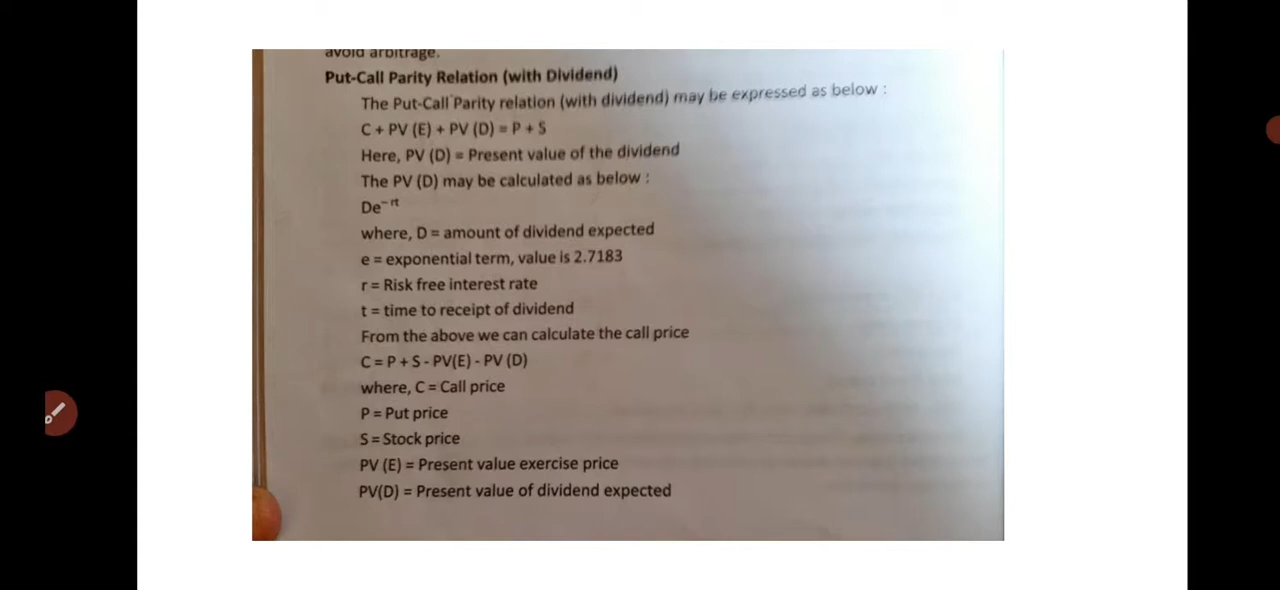 avoid arbitrage.
Put-Call Parity Relation (with Dividend)
The Put-Call Parity relation (with dividend) may be expressed as below :
C + PV (E) + PV (D) = P + S
Here, PV (D) = Present value of the dividend
The PV (D) may be calculated as below :
De⁻ʳᵗ
where, D = amount of dividend expected
e = exponential term, value is 2.7183
r = Risk free interest rate
t = time to receipt of dividend
From the above we can calculate the call price
C = P + S - PV(E) - PV (D)
where, C = Call price
P = Put price
S = Stock price
PV (E) = Present value exercise price
PV(D) = Present value of dividend expected